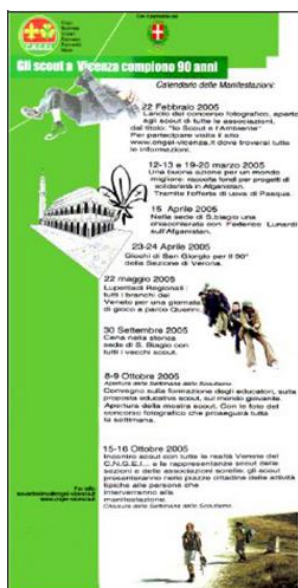 CNGEI
Gli scout a Vicenza compiono 90 anni
Calendario delle Manifestazioni:
22 Febbraio 2005
Lancio del concorso fotografico, aperto
agli scout di tutte le associazioni,
dal titolo: "Io Scout e l'Ambiente"
Per partecipare visita il sito
www.cngei-vicenza.it dove troverai tutte
le informazioni.
12-13 e 19-20 marzo 2005
Una buona azione per un mondo
migliore: raccolta fondi per progetti di
solidarietà in Afganistan.
Tramite l'offerta di uova di Pasqua.
15 Aprile 2005
Nella sede di S.biagio una
chiacchierata con Federico Lunardi
sull'Afganistan.
23-24 Aprile 2005
Giochi di San Giorgio per il 90°
della Sezione di Verona.
22 maggio 2005
Lupettiadi Regionali :
tutti i branchi del
Veneto per una giornata
di gioco a parco Querini.
30 Settembre 2005
Cena nella storica
sede di S. Biagio con
tutti i vecchi scout.
8-9 Ottobre 2005
Apertura della Settimana dello Scoutismo.
Convegno sulla formazione degli educatori, sulla
proposta educativa scout, sul mondo giovanile.
Apertura della mostra scout. Con le foto del
concorso fotografico che proseguirà tutta
la settimana.
15-16 Ottobre 2005
Incontro scout con tutte le realtà Venete del
C.N.G.E.I... e le rappresentanze scout delle
sezioni e delle associazioni sorelle: gli scout
presenteranno nelle piazze cittadine delle attività
tipiche alle persone che
interverranno alla
manifestazione.
Chiusura della Settimana dello Scoutismo.
Per info:
www.cngei-vicenza.it